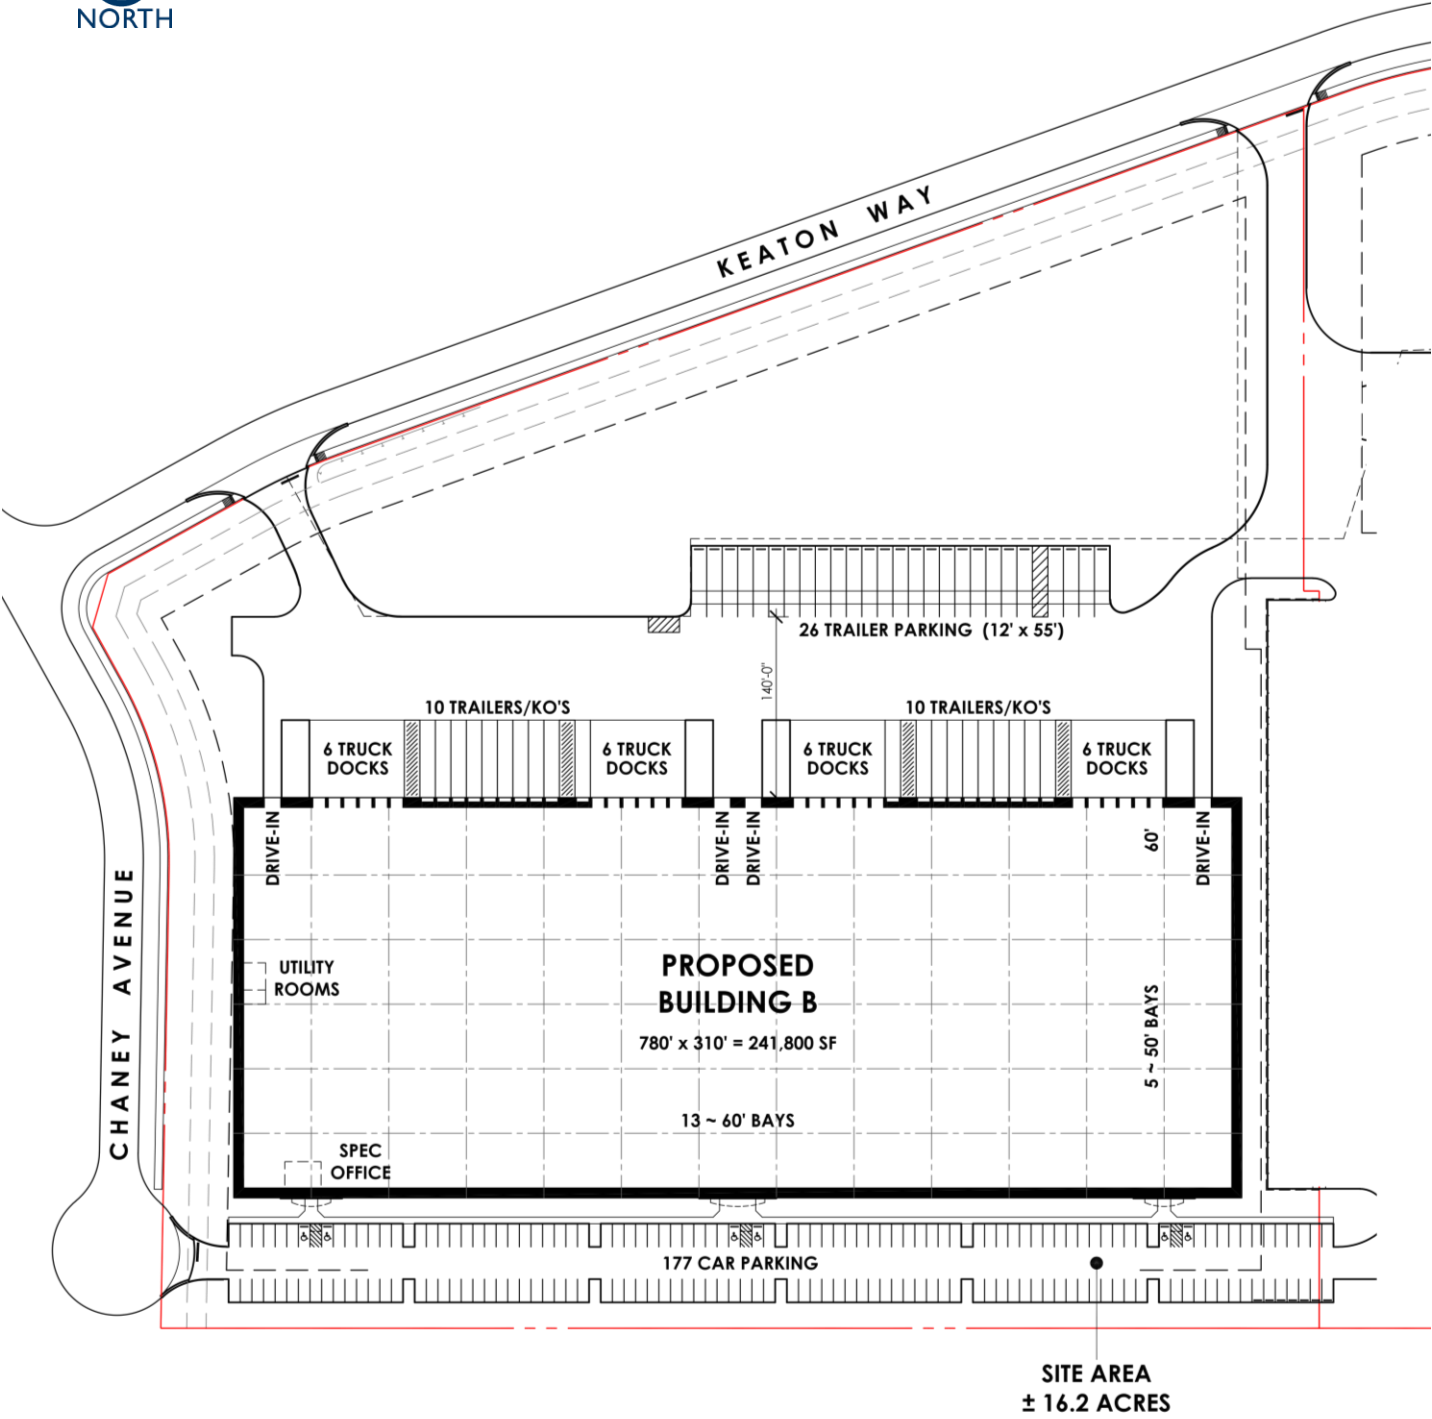 NORTH
KEATON WAY
26 TRAILER PARKING (12' x 55')
140'-0"
10 TRAILERS/KO'S
10 TRAILERS/KO'S
6 TRUCK
DOCKS
6 TRUCK
DOCKS
6 TRUCK
DOCKS
6 TRUCK
DOCKS
DRIVE-IN
DRIVE-IN
DRIVE-IN
60'
DRIVE-IN
CHANEY AVENUE
UTILITY
ROOMS
PROPOSED
BUILDING B
780' x 310' = 241,800 SF
5 ~ 50' BAYS
13 ~ 60' BAYS
SPEC
OFFICE
177 CAR PARKING
SITE AREA
± 16.2 ACRES